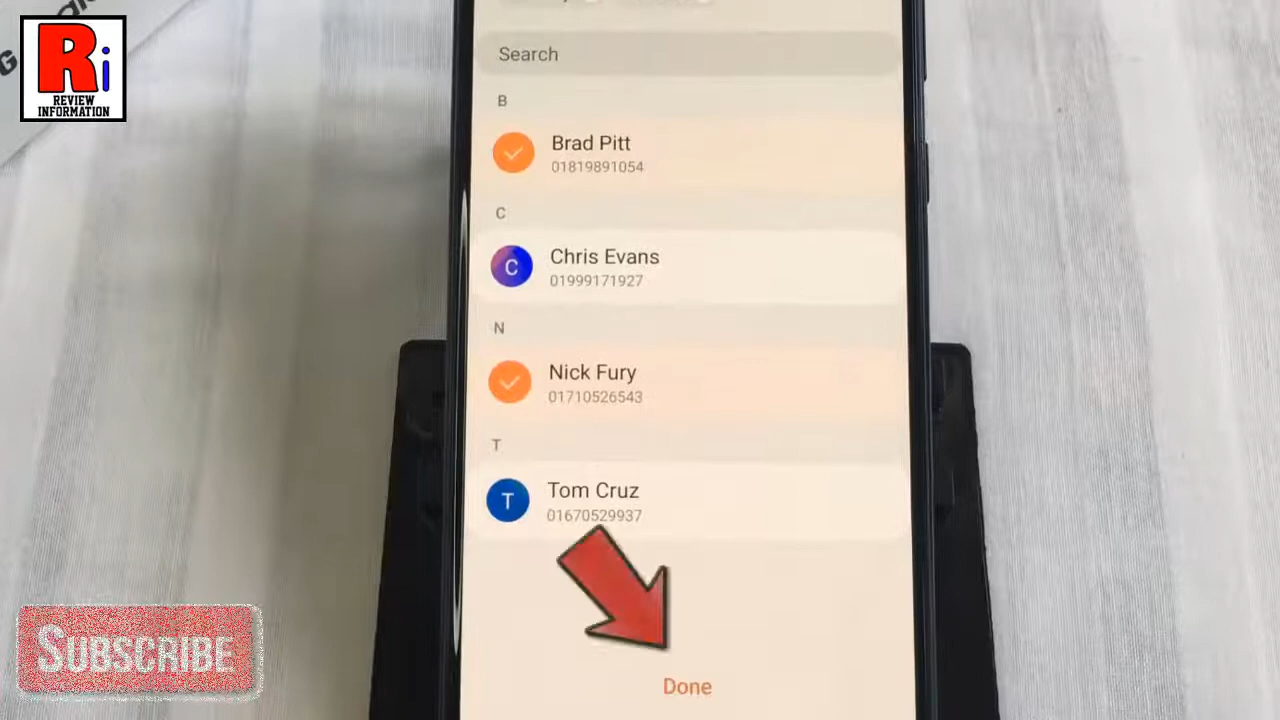 G
R i
REVIEW
INFORMATION
Search
B
Brad Pitt
01819891054
C
C
Chris Evans
01999171927
N
Nick Fury
01710526543
T
T
Tom Cruz
01670529937
SUBSCRIBE
Done